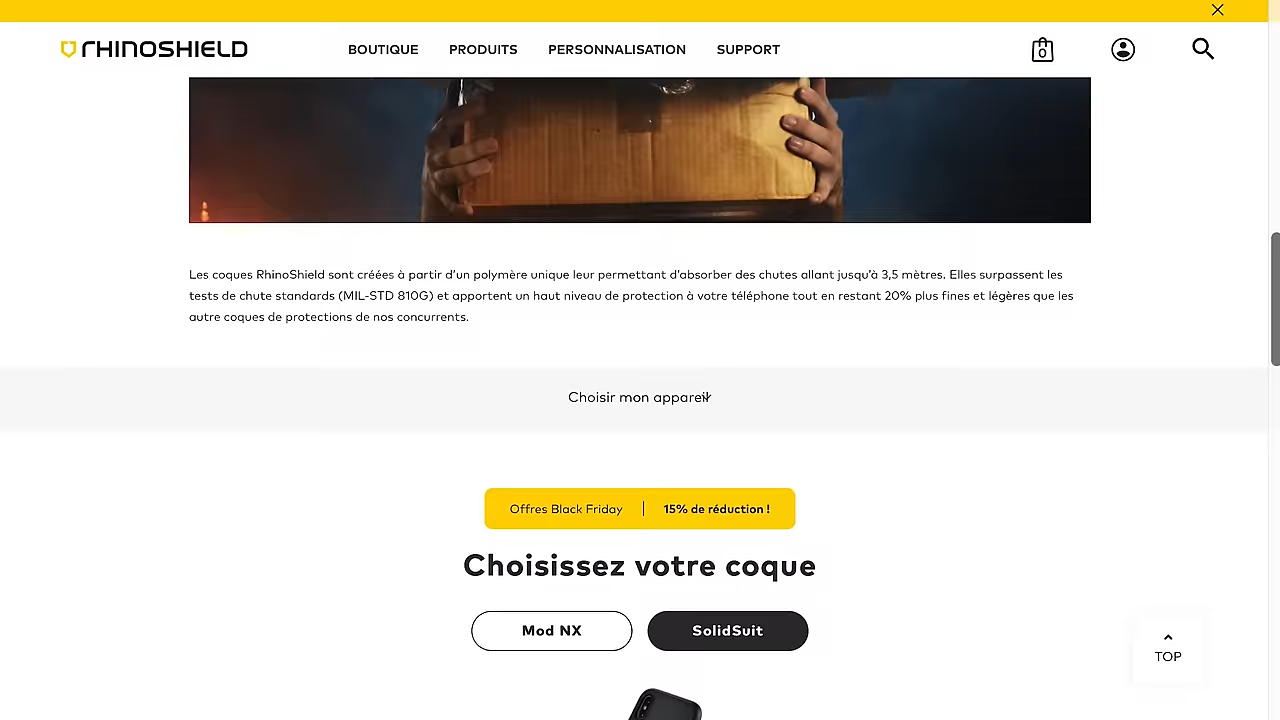 RHINOSHIELD
BOUTIQUE PRODUITS PERSONNALISATION SUPPORT
0
Les coques RhinoShield sont créées à partir d'un polymère unique leur permettant d'absorber des chutes allant jusqu'à 3,5 mètres. Elles surpassent les
tests de chute standards (MIL-STD 810G) et apportent un haut niveau de protection à votre téléphone tout en restant 20% plus fines et légères que les
autre coques de protections de nos concurrents.
Choisir mon appareil
Offres Black Friday | 15% de réduction !
Choisissez votre coque
Mod NX SolidSuit
TOP